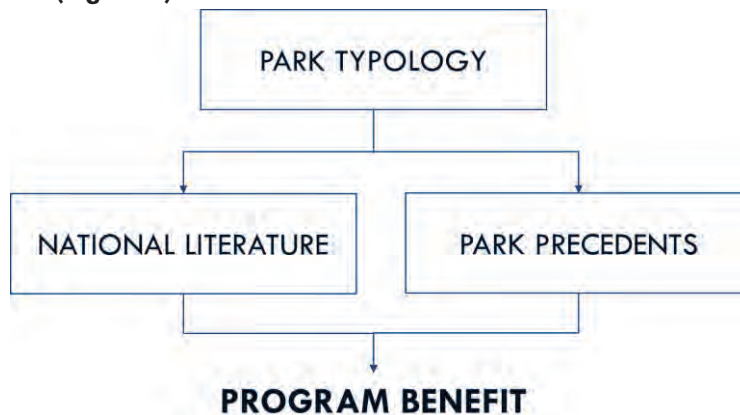 PARK TYPOLOGY
NATIONAL LITERATURE
PARK PRECEDENTS
PROGRAM BENEFIT